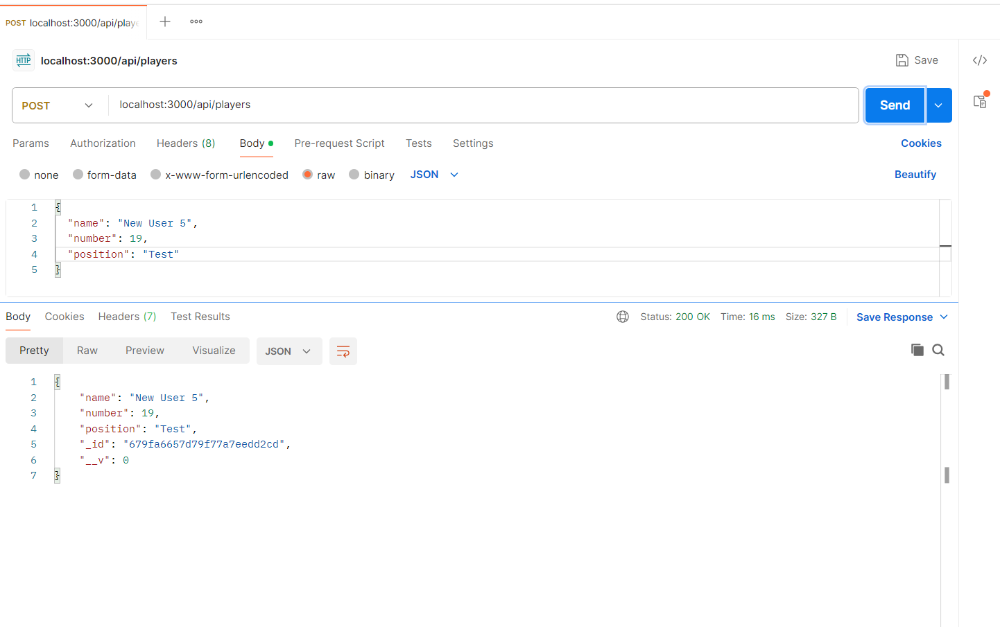 POST localhost:3000/api/play
HTTP localhost:3000/api/players
Save
POST localhost:3000/api/players
Send
Params Authorization Headers (8) Body Pre-request Script Tests Settings Cookies
none form-data x-www-form-urlencoded raw binary JSON Beautify
1 {
2 "name": "New User 5",
3 "number": 19,
4 "position": "Test"
5 }
Body Cookies Headers (7) Test Results Status: 200 OK Time: 16 ms Size: 327 B Save Response
Pretty Raw Preview Visualize JSON
1 {
2 "name": "New User 5",
3 "number": 19,
4 "position": "Test",
5 "_id": "679fa6657d79f77a7eedd2cd",
6 "__v": 0
7 }